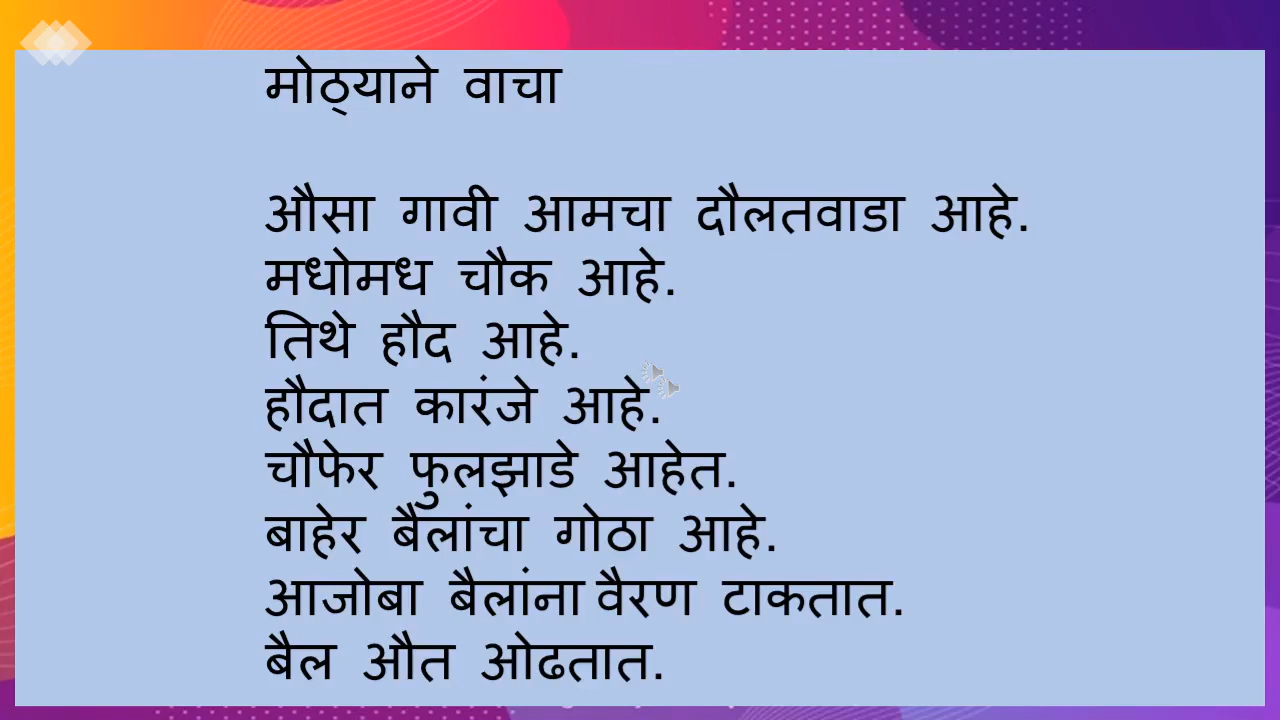 मोठ्याने वाचा
औसा गावी आमचा दौलतवाडा आहे.
मधोमध चौक आहे.
तिथे हौद आहे.
हौदात कारंजे आहे.
चौफेर फुलझाडे आहेत.
बाहेर बैलांचा गोठा आहे.
आजोबा बैलांना वैरण टाकतात.
बैल औत ओढतात.